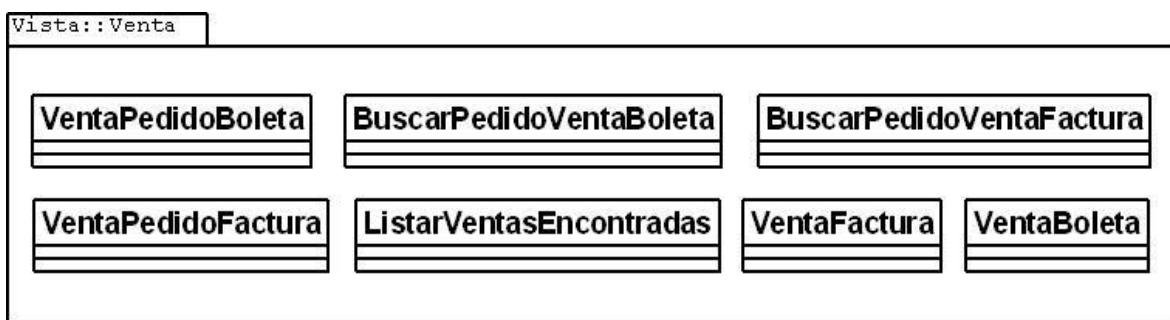 Vista::Venta
VentaPedidoBoleta BuscarPedidoVentaBoleta BuscarPedidoVentaFactura
VentaPedidoFactura ListarVentasEncontradas VentaFactura VentaBoleta